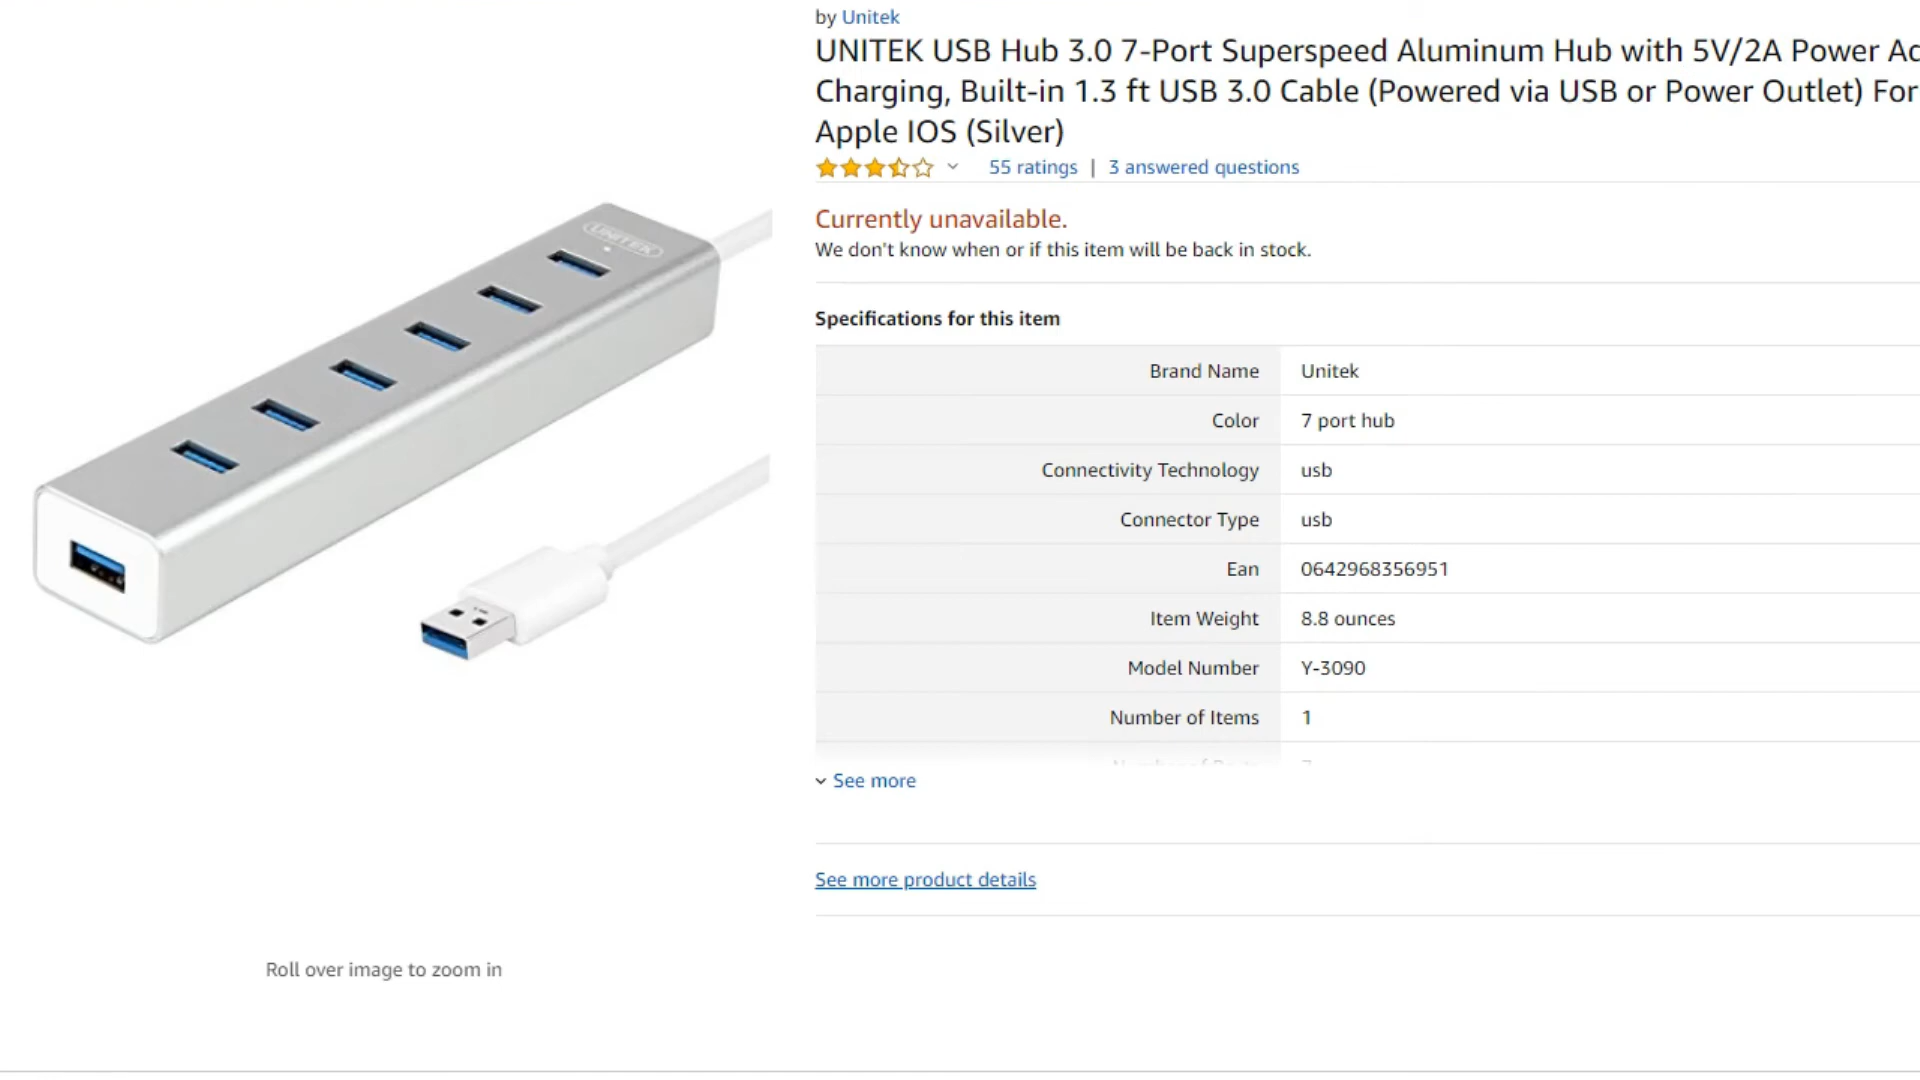 by Unitek
UNITEK USB Hub 3.0 7-Port Superspeed Aluminum Hub with 5V/2A Power
Charging, Built-in 1.3 ft USB 3.0 Cable (Powered via USB or Power Outlet) For
Apple IOS (Silver)
55 ratings | 3 answered questions
Currently unavailable.
We don't know when or if this item will be back in stock.
UNITEK
Specifications for this item
Brand Name Unitek
Color 7 port hub
Connectivity Technology usb
Connector Type usb
Ean 0642968356951
Item Weight 8.8 ounces
Model Number Y-3090
Number of Items 1
See more
See more product details
Roll over image to zoom in